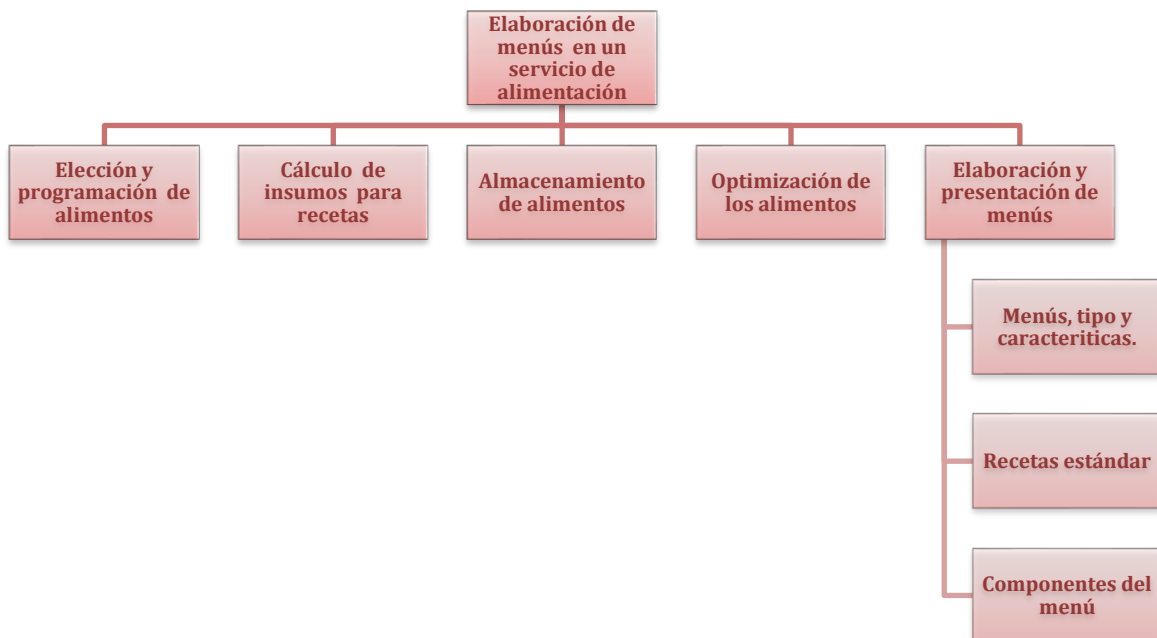 Elaboración de
menús en un
servicio de
alimentación
Elección y
programación de
alimentos
Cálculo de
insumos para
recetas
Almacenamiento
de alimentos
Optimización de
los alimentos
Elaboración y
presentación de
menús
Menús, tipo y
caracteriticas.
Recetas estándar
Componentes del
menú